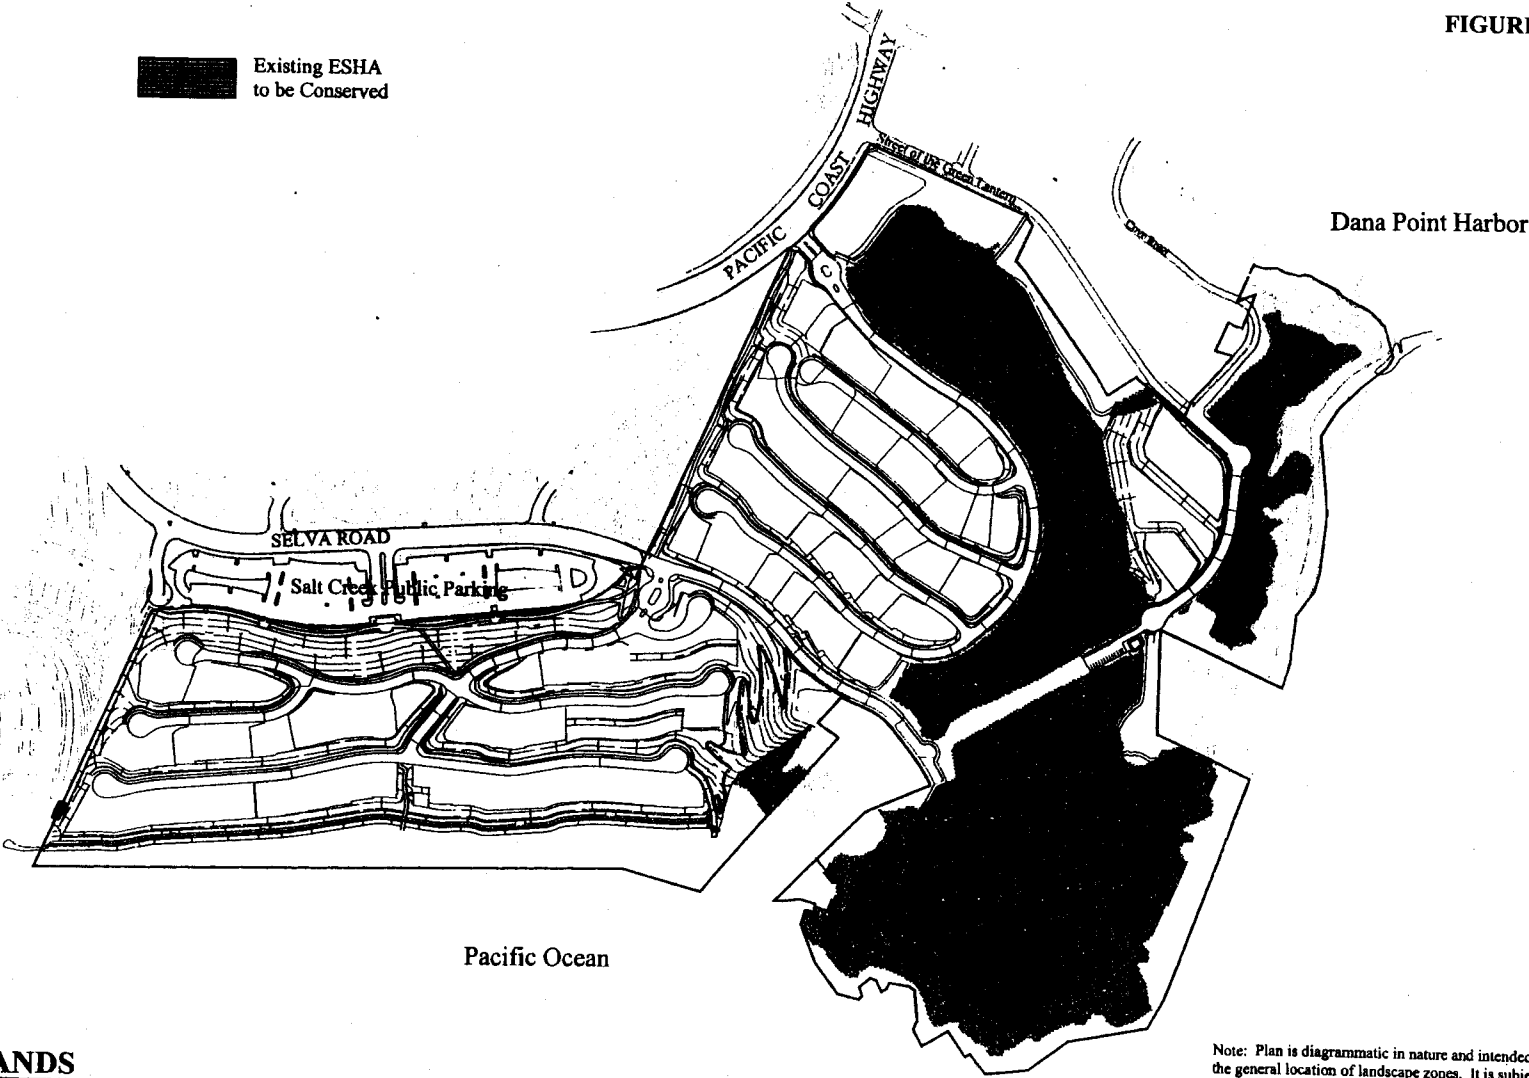 FIGURE
Existing ESHA
to be Conserved
PACIFIC COAST HIGHWAY
Street of the Green Lantern
Cove Road
Dana Point Harbor
SELVA ROAD
Salt Creek Public Parking
Pacific Ocean
ANDS
Note: Plan is diagrammatic in nature and intended
the general location of landscape zones. It is subje